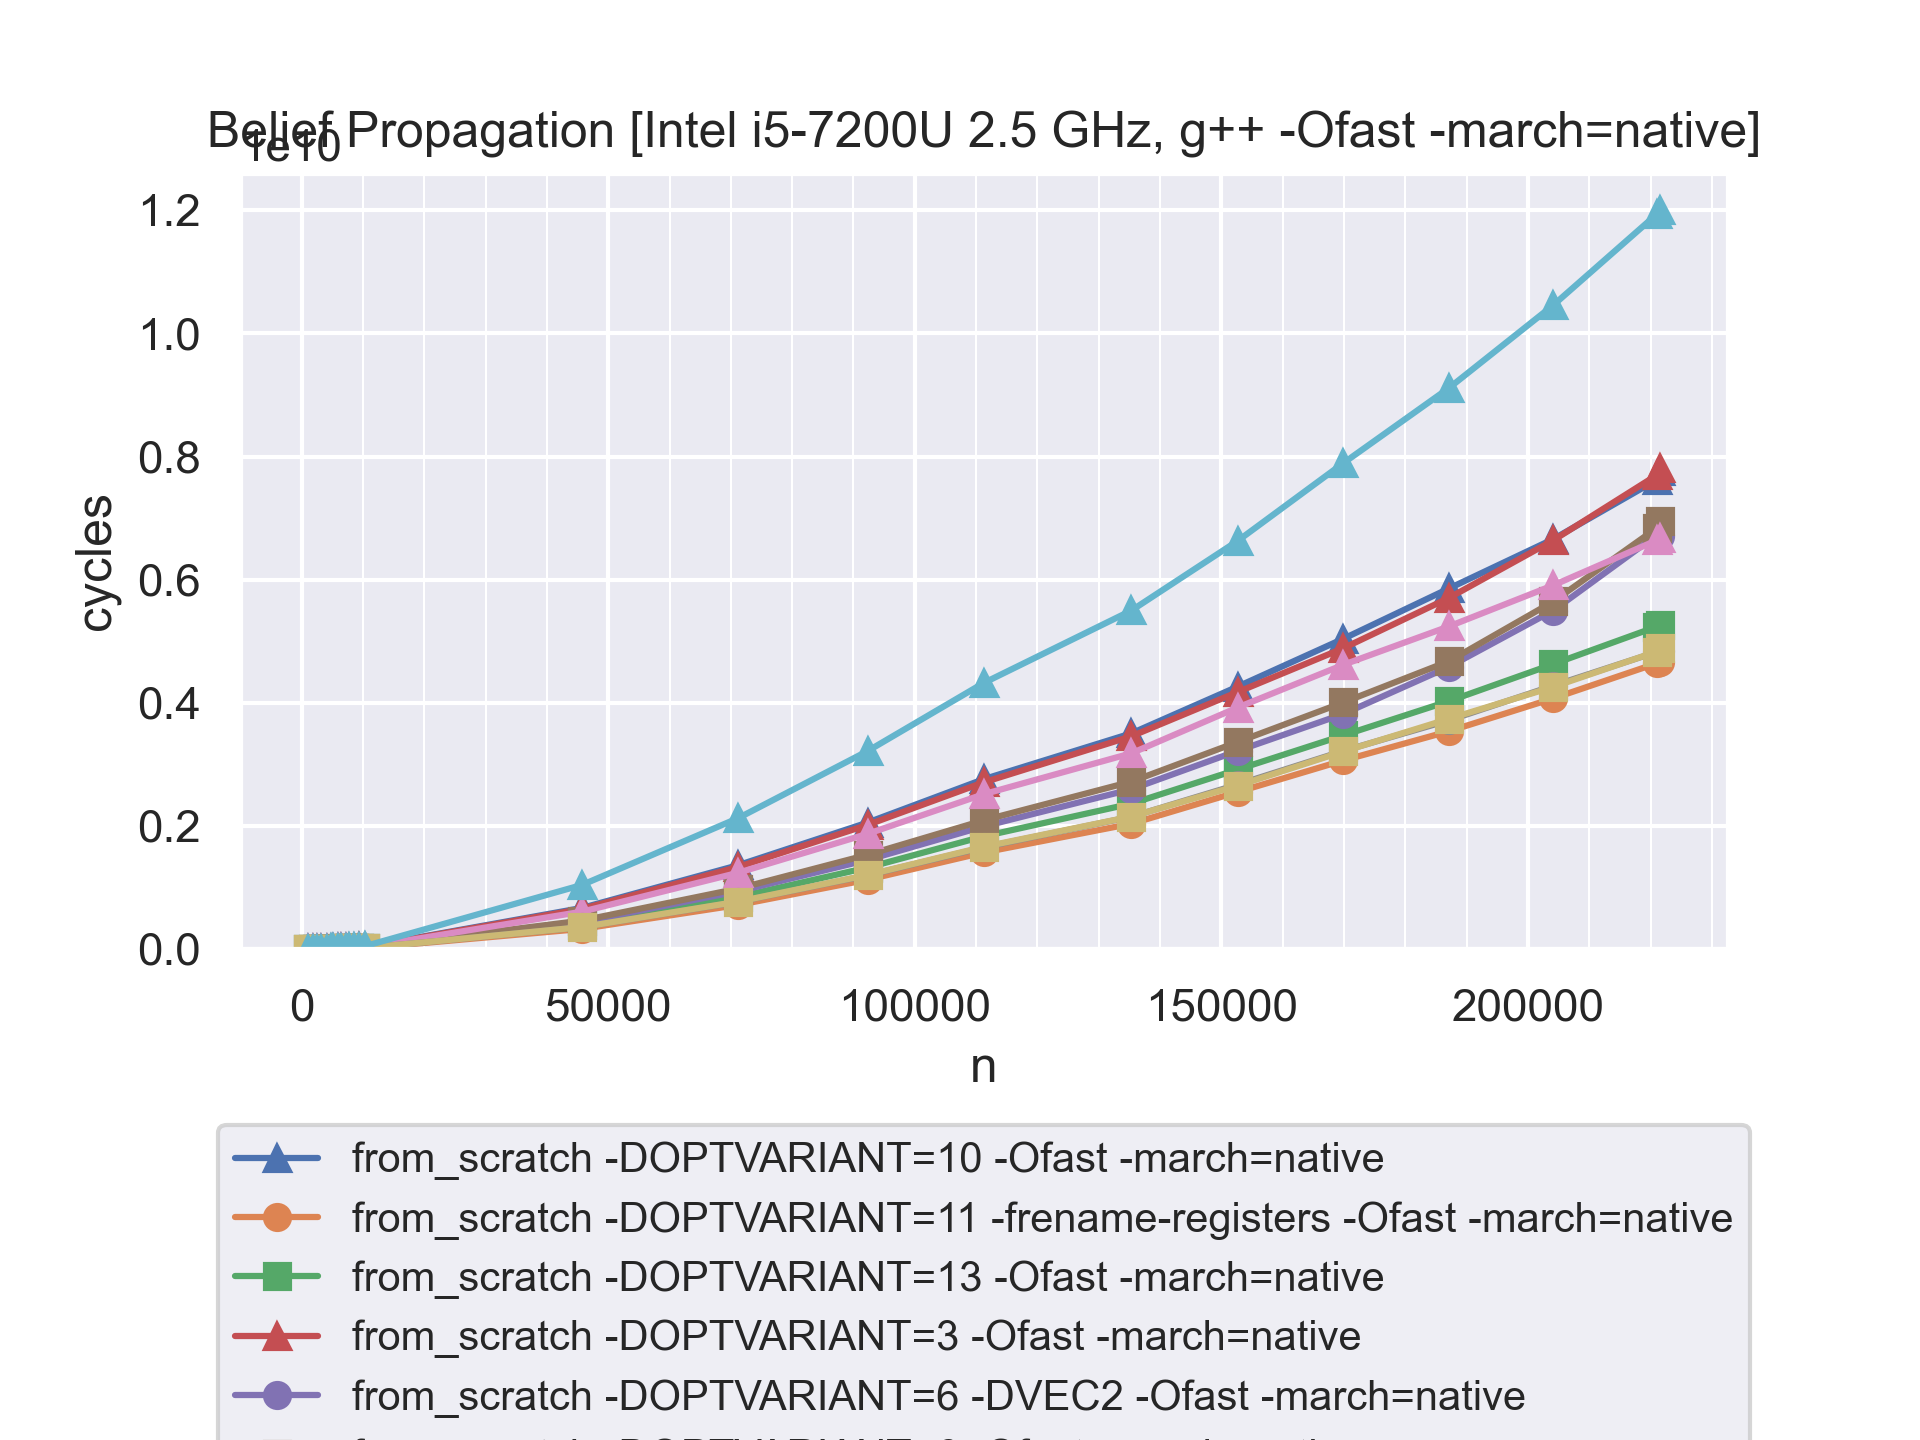 Belief Propagation [Intel i5-7200U 2.5 GHz, g++ -Ofast -march=native]
1e10
1.2
1.0
0.8
0.6
0.4
0.2
0.0
cycles
0 50000 100000 150000 200000
n
from_scratch -DOPTVARIANT=10 -Ofast -march=native
from_scratch -DOPTVARIANT=11 -frename-registers -Ofast -march=native
from_scratch -DOPTVARIANT=13 -Ofast -march=native
from_scratch -DOPTVARIANT=3 -Ofast -march=native
from_scratch -DOPTVARIANT=6 -DVEC2 -Ofast -march=native